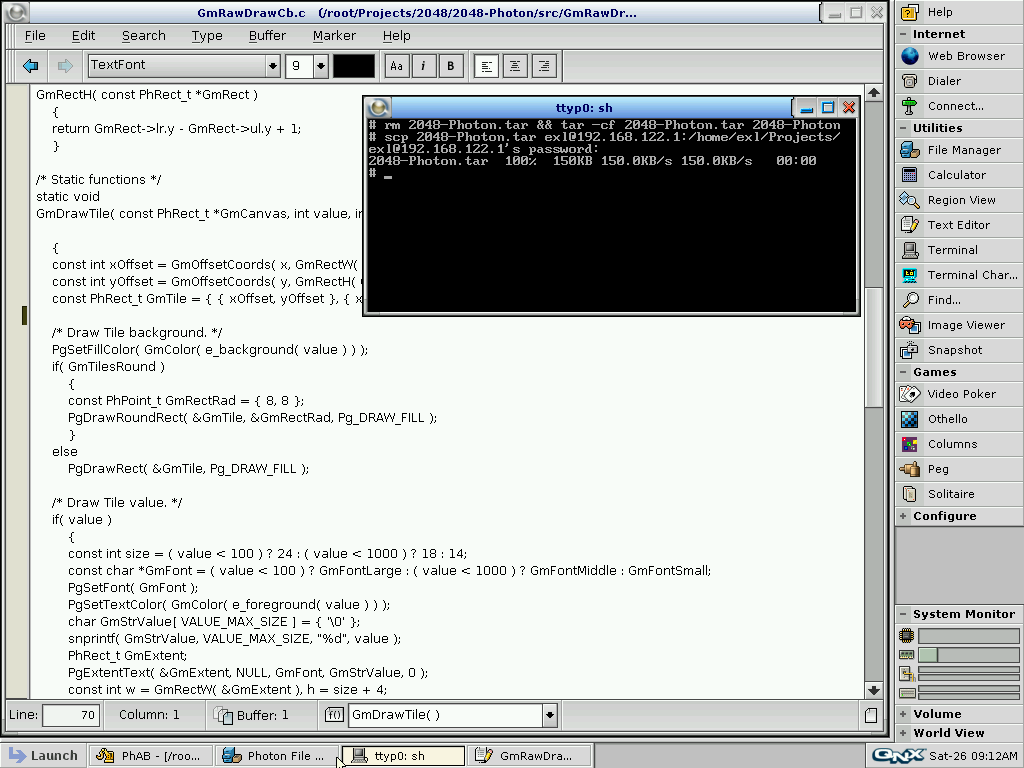 GmRawDrawCb.c (/root/Projects/2048/2048-Photon/src/GmRawDr...
File Edit Search Type Buffer Marker Help
TextFont 9 Aa i B
GmRectH( const PhRect_t *GmRect )
{
return GmRect->lr.y - GmRect->ul.y + 1;
}
/* Static functions */
static void
GmDrawTile( const PhRect_t *GmCanvas, int value, in
{
const int xOffset = GmOffsetCoords( x, GmRectW(
const int yOffset = GmOffsetCoords( y, GmRectH(
const PhRect_t GmTile = { { xOffset, yOffset }, { x
/* Draw Tile background. */
PgSetFillColor( GmColor( e_background( value ) ) );
if( GmTilesRound )
{
const PhPoint_t GmRectRad = { 8, 8 };
PgDrawRoundRect( &GmTile, &GmRectRad, Pg_DRAW_FILL );
}
else
PgDrawRect( &GmTile, Pg_DRAW_FILL );
/* Draw Tile value. */
if( value )
{
const int size = ( value < 100 ) ? 24 : ( value < 1000 ) ? 18 : 14;
const char *GmFont = ( value < 100 ) ? GmFontLarge : ( value < 1000 ) ? GmFontMiddle : GmFontSmall;
PgSetFont( GmFont );
PgSetTextColor( GmColor( e_foreground( value ) ) );
char GmStrValue[ VALUE_MAX_SIZE ] = { '\0' };
snprintf( GmStrValue, VALUE_MAX_SIZE, "%d", value );
PhRect_t GmExtent;
PgExtentText( &GmExtent, NULL, GmFont, GmStrValue, 0 );
const int w = GmRectW( &GmExtent ), h = size + 4;
Line: 70 Column: 1 Buffer: 1 f() GmDrawTile( )
ttyp0: sh
# rm 2048-Photon.tar && tar -cf 2048-Photon.tar 2048-Photon
# scp 2048-Photon.tar exl@192.168.122.1:/home/exl/Projects/
exl@192.168.122.1's password:
2048-Photon.tar 100% 150KB 150.0KB/s 150.0KB/s 00:00
# _
Help
Internet
Web Browser
Dialer
Connect...
Utilities
File Manager
Calculator
Region View
Text Editor
Terminal
Terminal Char...
Find...
Image Viewer
Snapshot
Games
Video Poker
Othello
Columns
Peg
Solitaire
Configure
System Monitor
Volume
World View
Launch PhAB - [/roo... Photon File ... ttyp0: sh GmRawDra... QNX Sat-26 09:12AM